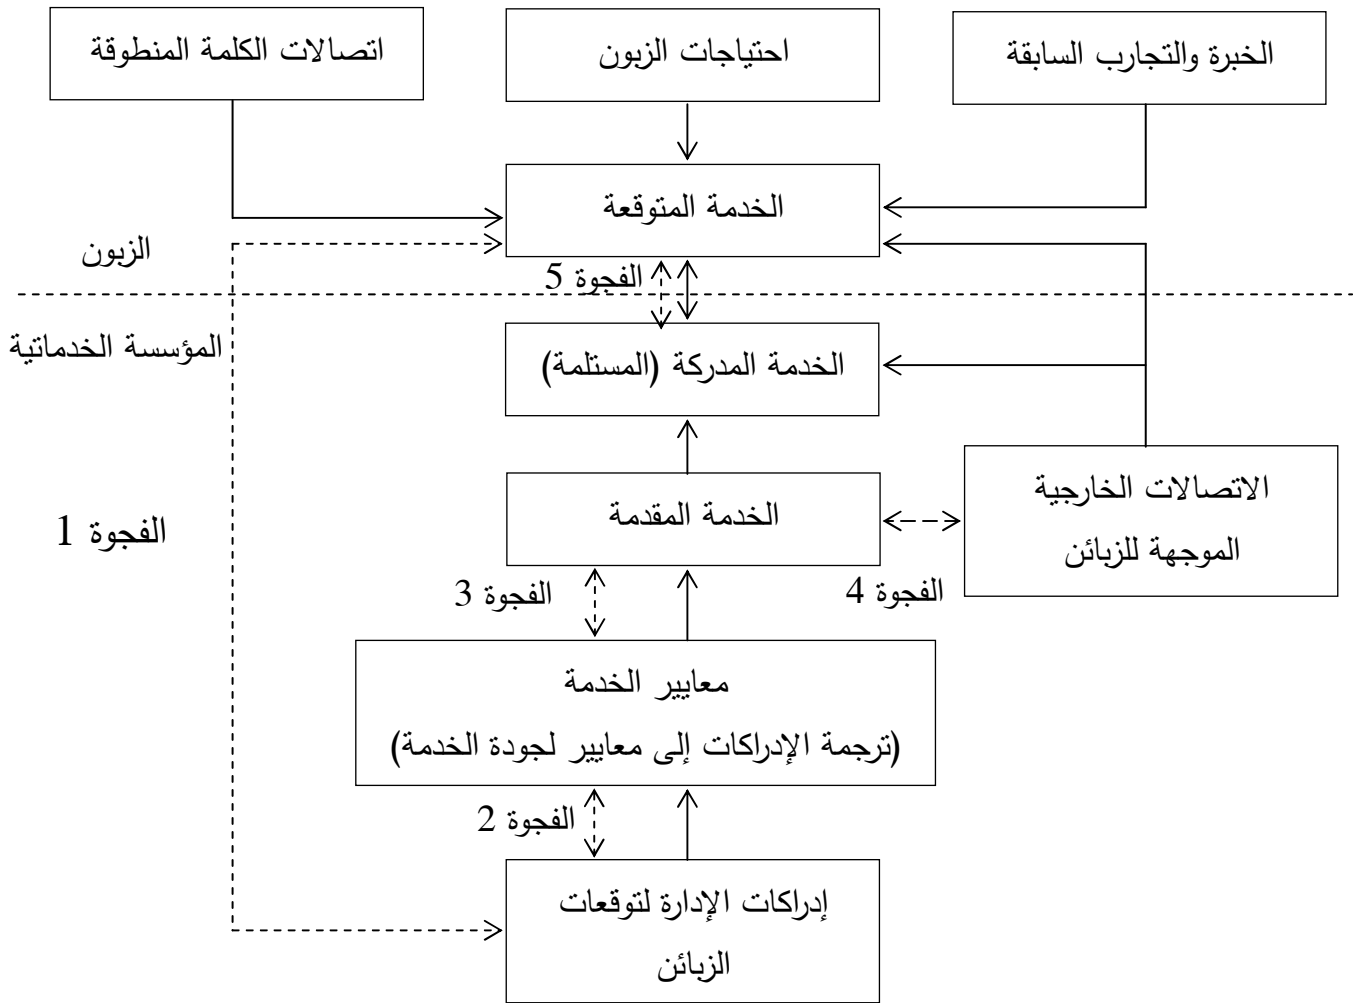 الخبرة والتجارب السابقة
احتياجات الزبون
اتصالات الكلمة المنطوقة
الخدمة المتوقعة
الزبون
الفجوة 5
المؤسسة الخدماتية
الخدمة المدركة (المستلمة)
الاتصالات الخارجية
الموجهة للزبائن
الخدمة المقدمة
الفجوة 1
الفجوة 4
الفجوة 3
معايير الخدمة
(ترجمة الإدراكات إلى معايير لجودة الخدمة)
الفجوة 2
إدراكات الإدارة لتوقعات
الزبائن